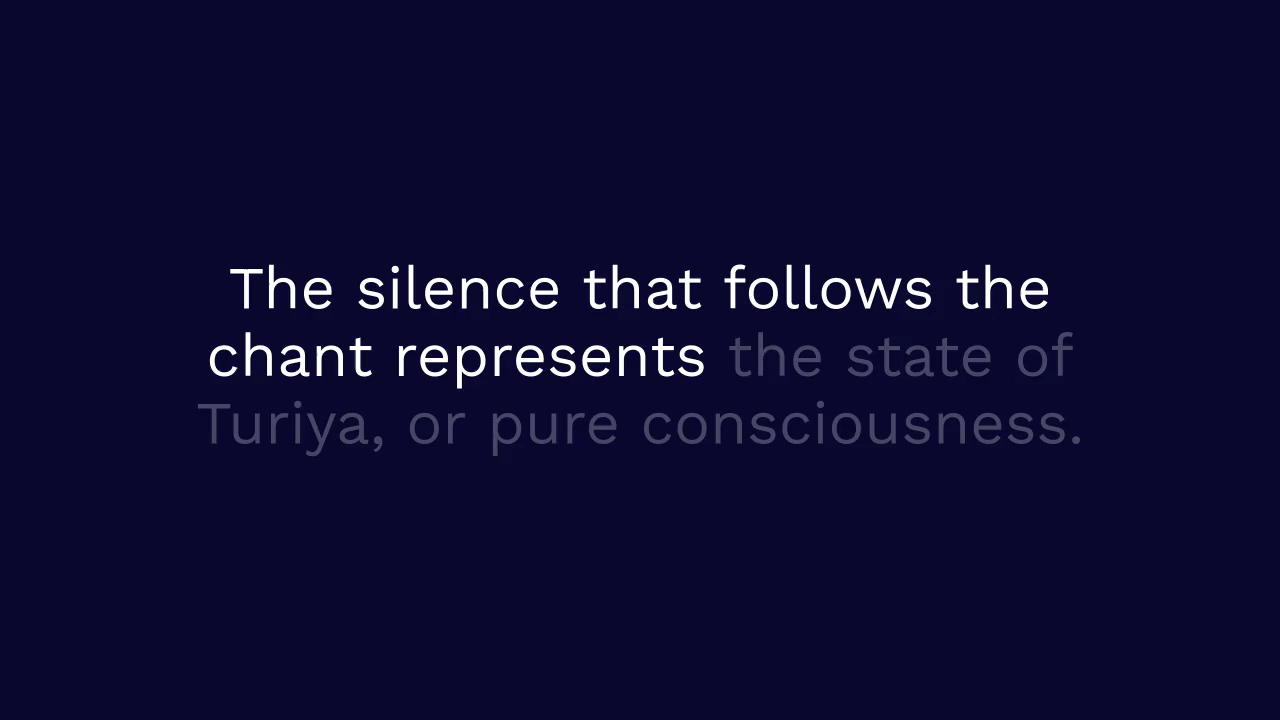 The silence that follows the
chant represents the state of
Turiya, or pure consciousness.